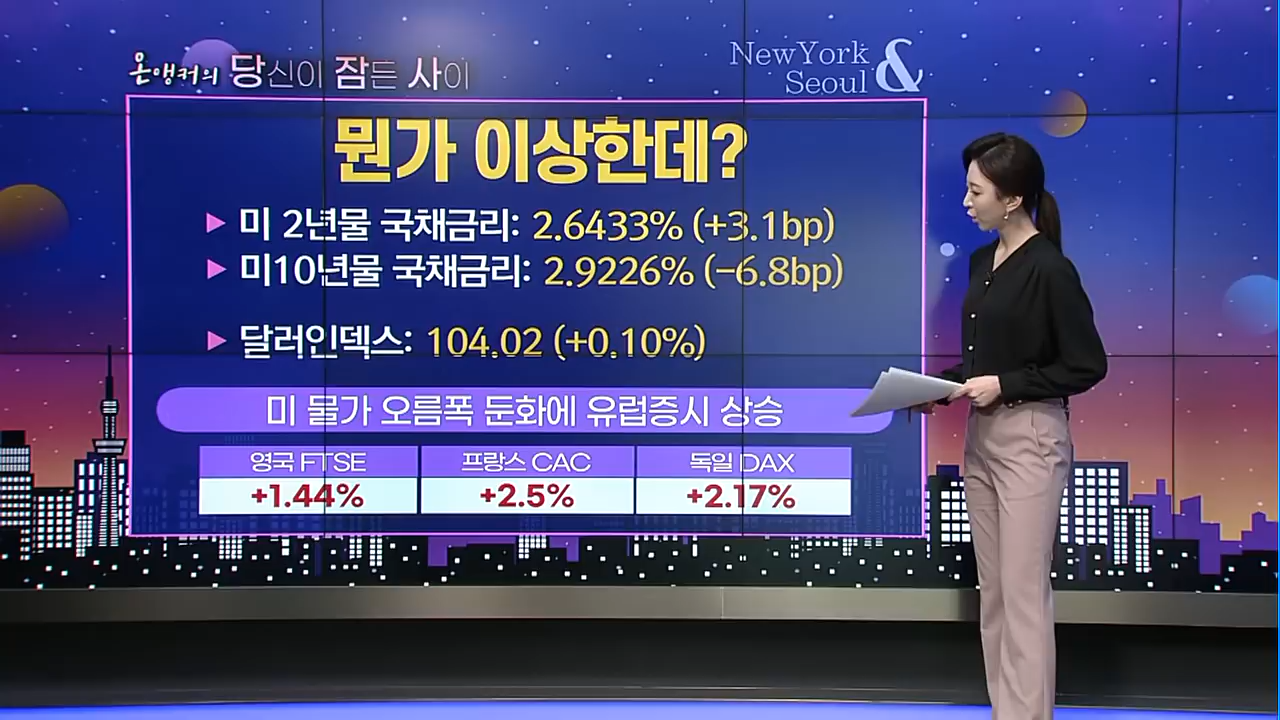 온앵커의 당신이 잠든 사이
NewYork & Seoul
뭔가 이상한데?
▶ 미 2년물 국채금리: 2.6433% (+3.1bp)
▶ 미10년물 국채금리: 2.9226% (-6.8bp)
▶ 달러인덱스: 104.02 (+0.10%)
미 물가 오름폭 둔화에 유럽증시 상승
영국 FTSE 프랑스 CAC 독일 DAX
+1.44% +2.5% +2.17%